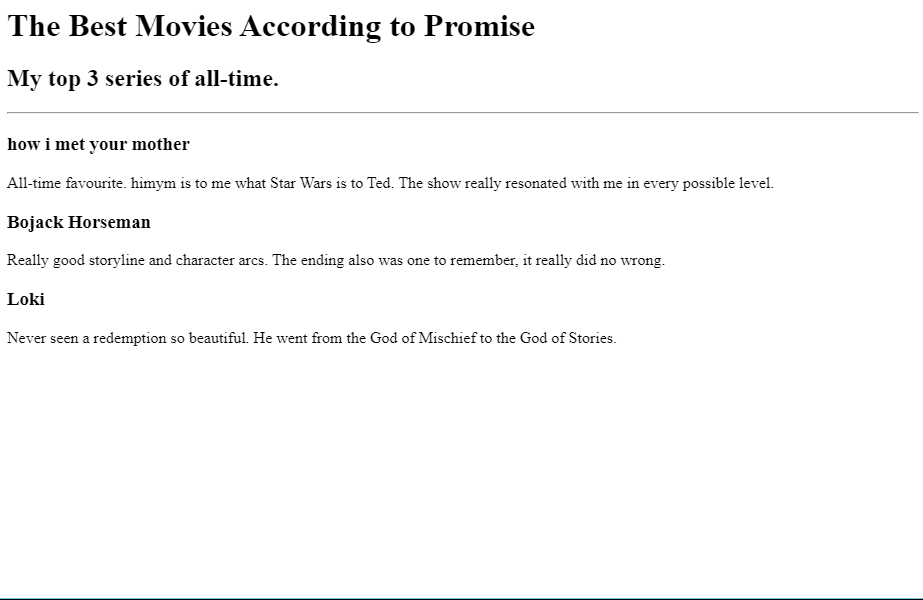 The Best Movies According to Promise
My top 3 series of all-time.
how i met your mother
All-time favourite. himym is to me what Star Wars is to Ted. The show really resonated with me in every possible level.
Bojack Horseman
Really good storyline and character arcs. The ending also was one to remember, it really did no wrong.
Loki
Never seen a redemption so beautiful. He went from the God of Mischief to the God of Stories.